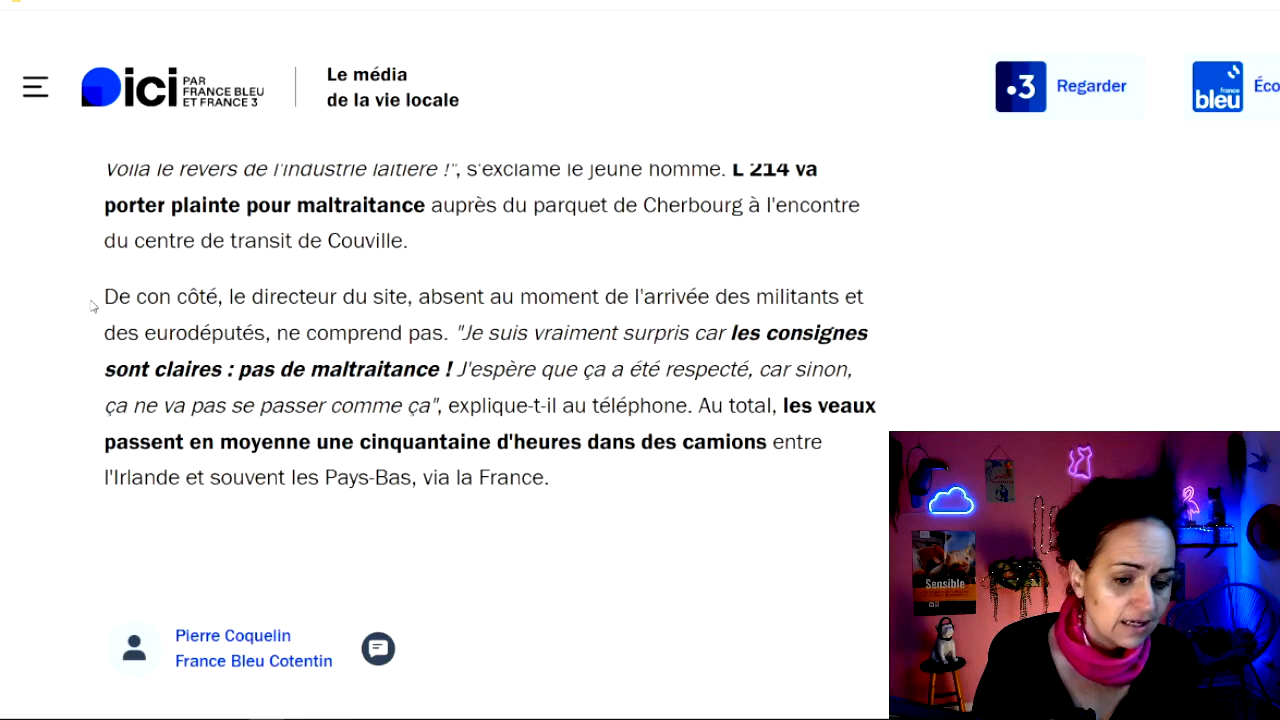 ici
PAR
FRANCE BLEU
ET FRANCE 3
Le média
de la vie locale
.3
Regarder
france
bleu
Éco
Voilà le revers de l'industrie laitière !", s'exclame le jeune homme. L 214 va
porter plainte pour maltraitance auprès du parquet de Cherbourg à l'encontre
du centre de transit de Couville.
De con côté, le directeur du site, absent au moment de l'arrivée des militants et
des eurodéputés, ne comprend pas. "Je suis vraiment surpris car les consignes
sont claires : pas de maltraitance ! J'espère que ça a été respecté, car sinon,
ça ne va pas se passer comme ça", explique-t-il au téléphone. Au total, les veaux
passent en moyenne une cinquantaine d'heures dans des camions entre
l'Irlande et souvent les Pays-Bas, via la France.
Pierre Coquelin
France Bleu Cotentin
Sensible